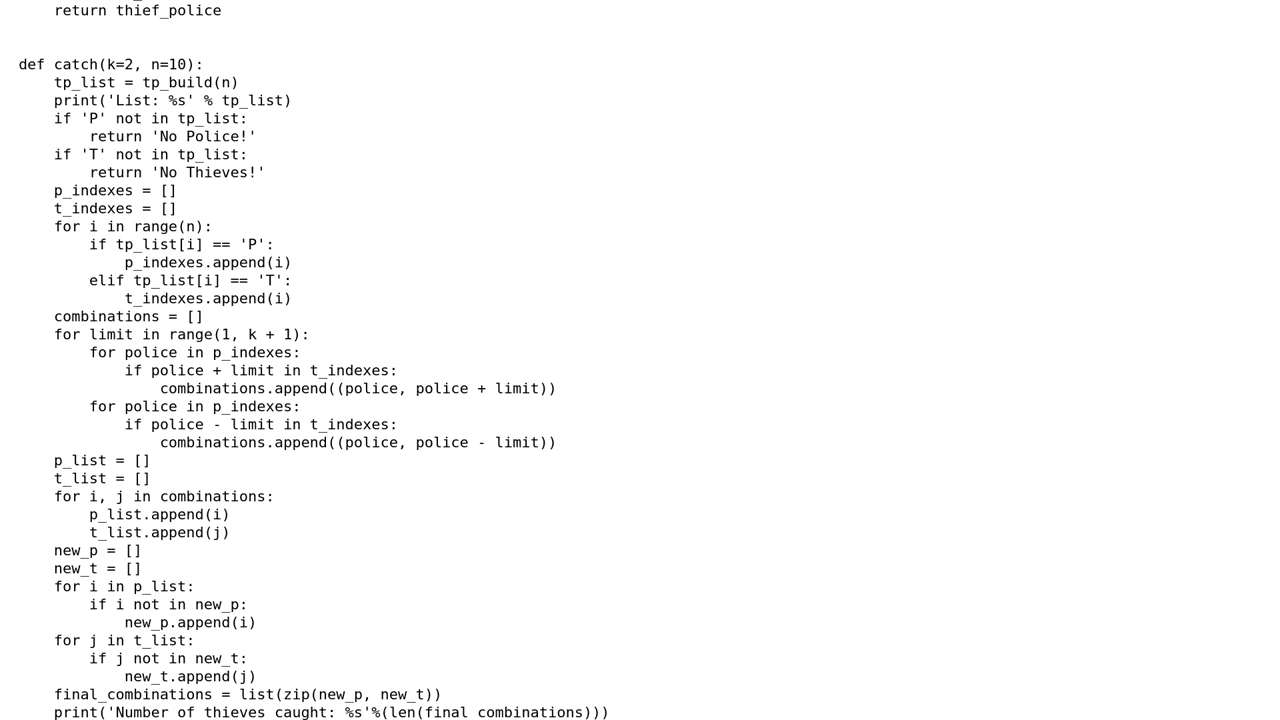 return thief_police
def catch(k=2, n=10):
    tp_list = tp_build(n)
    print('List: %s' % tp_list)
    if 'P' not in tp_list:
        return 'No Police!'
    if 'T' not in tp_list:
        return 'No Thieves!'
    p_indexes = []
    t_indexes = []
    for i in range(n):
        if tp_list[i] == 'P':
            p_indexes.append(i)
        elif tp_list[i] == 'T':
            t_indexes.append(i)
    combinations = []
    for limit in range(1, k + 1):
        for police in p_indexes:
            if police + limit in t_indexes:
                combinations.append((police, police + limit))
        for police in p_indexes:
            if police - limit in t_indexes:
                combinations.append((police, police - limit))
    p_list = []
    t_list = []
    for i, j in combinations:
        p_list.append(i)
        t_list.append(j)
    new_p = []
    new_t = []
    for i in p_list:
        if i not in new_p:
            new_p.append(i)
    for j in t_list:
        if j not in new_t:
            new_t.append(j)
    final_combinations = list(zip(new_p, new_t))
    print('Number of thieves caught: %s'%(len(final_combinations)))